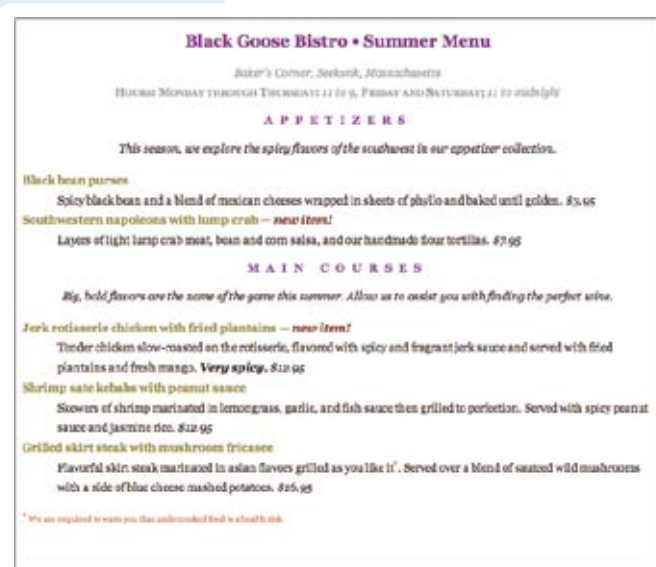 Black Goose Bistro • Summer Menu
Baker's Corner, Seekonk, Massachusetts
Hours: Monday through Thursday: 11 to 9, Friday and Saturday; 11 to midnight
APPETIZERS
This season, we explore the spicy flavors of the southwest in our appetizer collection.
Black bean purses
Spicy black bean and a blend of mexican cheeses wrapped in sheets of phyllo and baked until golden. $3.95
Southwestern napoleons with lump crab — new item!
Layers of light lump crab meat, bean and corn salsa, and our handmade flour tortillas. $7.95
MAIN COURSES
Big, bold flavors are the name of the game this summer. Allow us to assist you with finding the perfect wine.
Jerk rotisserie chicken with fried plantains — new item!
Tender chicken slow-roasted on the rotisserie, flavored with spicy and fragrant jerk sauce and served with fried
plantains and fresh mango. Very spicy. $12.95
Shrimp sate kebabs with peanut sauce
Skewers of shrimp marinated in lemongrass, garlic, and fish sauce then grilled to perfection. Served with spicy peanut
sauce and jasmine rice. $12.95
Grilled skirt steak with mushroom fricasee
Flavorful skirt steak marinated in asian flavors grilled as you like it*. Served over a blend of sauteed wild mushrooms
with a side of blue cheese mashed potatoes. $16.95
* We are required to warn you that undercooked food is a health risk.